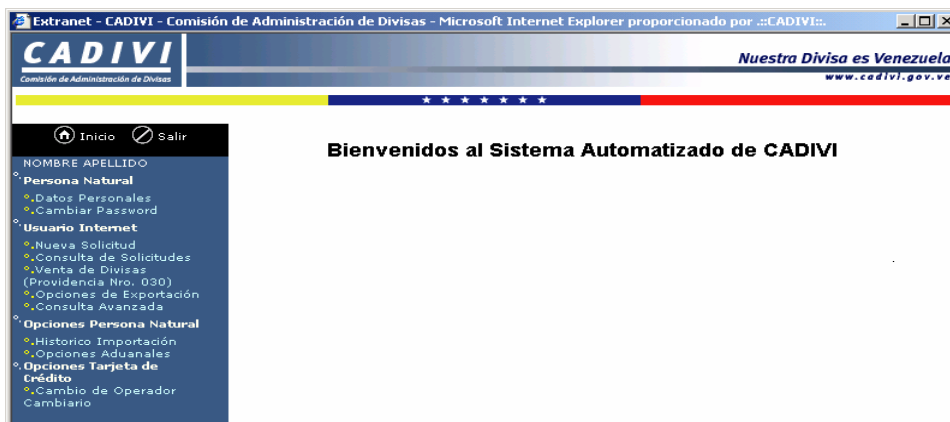 Extranet - CADIVI - Comisión de Administración de Divisas - Microsoft Internet Explorer proporcionado por .::CADIVI::.
CADIVI
Comisión de Administración de Divisas
Nuestra Divisa es Venezuela
www.cadivi.gov.ve
Inicio Salir
Bienvenidos al Sistema Automatizado de CADIVI
NOMBRE APELLIDO
Persona Natural
Datos Personales
Cambiar Password
Usuario Internet
Nueva Solicitud
Consulta de Solicitudes
Venta de Divisas
(Providencia Nro. 030)
Opciones de Exportación
Consulta Avanzada
Opciones Persona Natural
Historico Importación
Opciones Aduanales
Opciones Tarjeta de
Crédito
Cambio de Operador
Cambiario